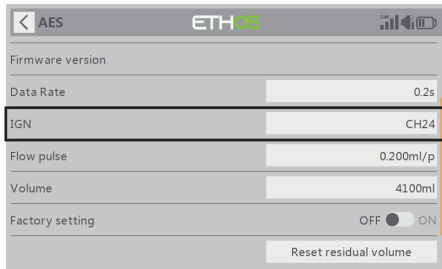 AES
ETHOS
Firmware version
Data Rate 0.2s
IGN CH24
Flow pulse 0.200ml/p
Volume 4100ml
Factory setting OFF ON
Reset residual volume